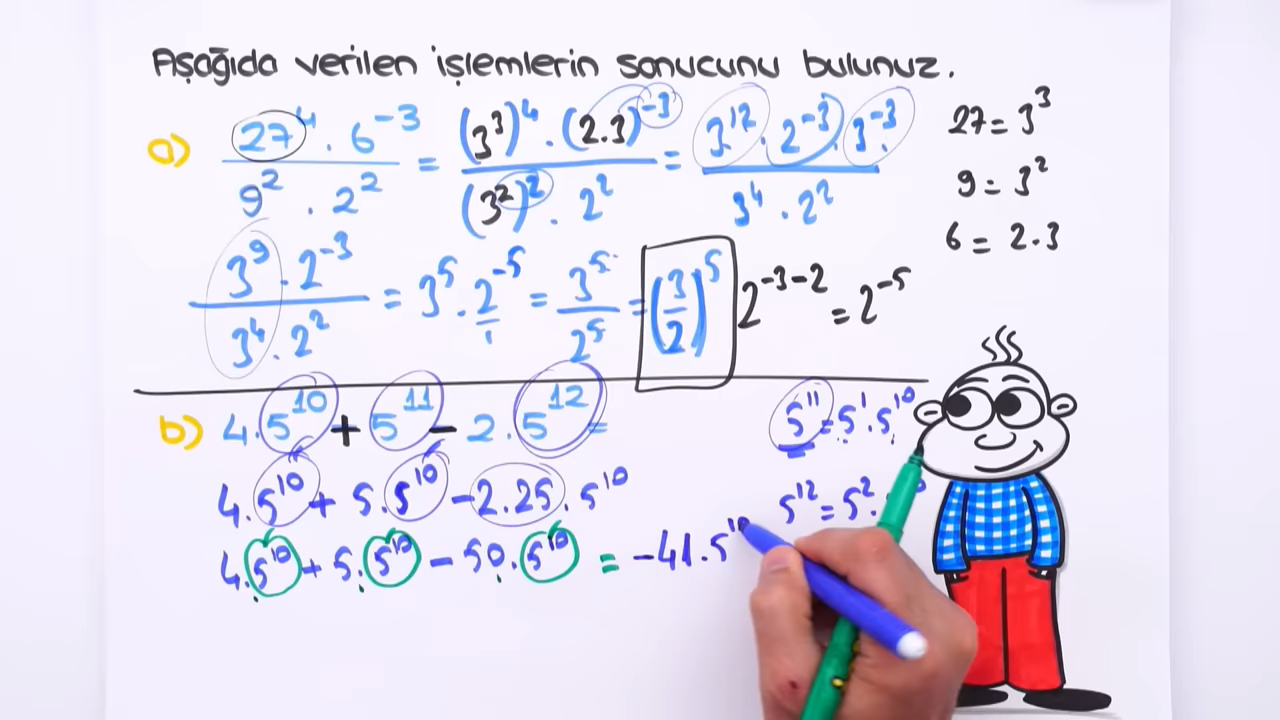 Aşağıda verilen işlemlerin sonucunu bulunuz.
a) (27⁴ · 6⁻³)/(9² · 2²) = ((3³)⁴ · (2.3)⁻³)/((3²)² · 2²) = (3¹² · 2⁻³ · 3⁻³)/(3⁴ · 2²)
27 = 3³
9 = 3²
6 = 2.3
(3⁹ · 2⁻³)/(3⁴ · 2²) = 3⁵ · 2⁻⁵/1 = 3⁵/2⁵ = (3/2)⁵
2⁻³⁻² = 2⁻⁵
b) 4.5¹⁰ + 5¹¹ - 2.5¹² =
5¹¹ = 5¹.5¹⁰
4.5¹⁰ + 5.5¹⁰ - 2.25.5¹⁰
5¹² = 5².
4.5¹⁰ + 5.5¹⁰ - 50.5¹⁰ = -41.5¹⁰